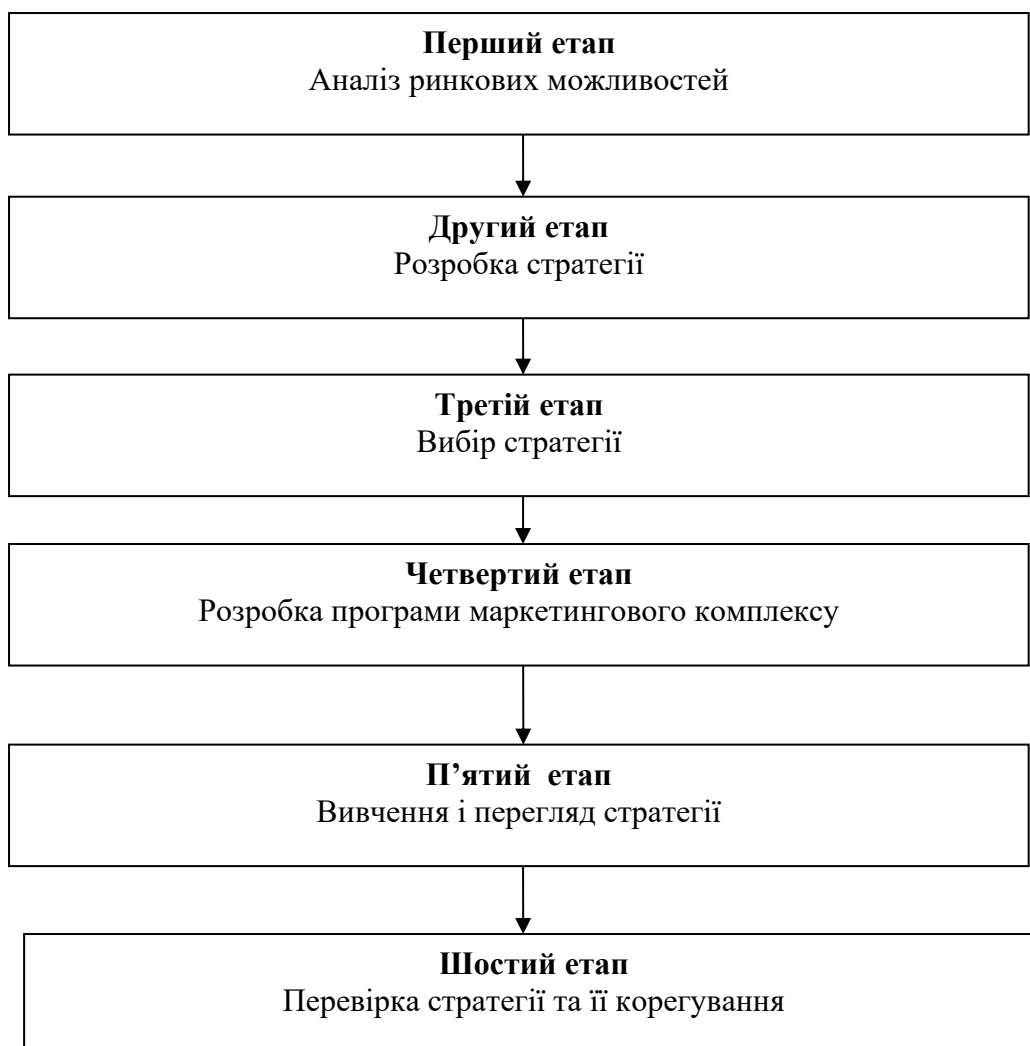 Перший етап
Аналіз ринкових можливостей
Другий етап
Розробка стратегії
Третій етап
Вибір стратегії
Четвертий етап
Розробка програми маркетингового комплексу
П’ятий  етап
Вивчення і перегляд стратегії
Шостий етап
Перевірка стратегії та її корегування